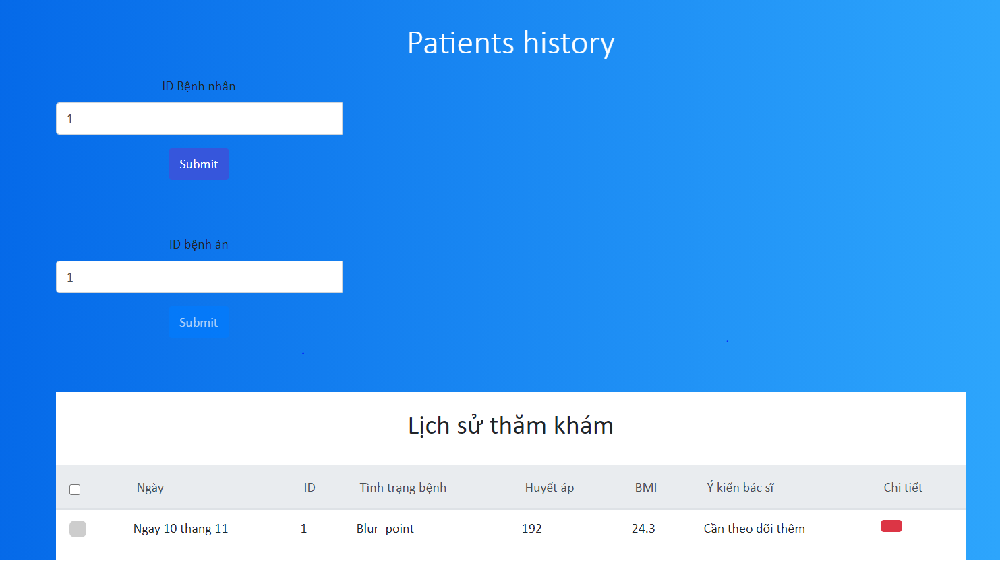 Patients history
ID Bệnh nhân
1
Submit
ID bệnh án
1
Submit
Lịch sử thăm khám
Ngày ID Tình trạng bệnh Huyết áp BMI Ý kiến bác sĩ Chi tiết
Ngay 10 thang 11 1 Blur_point 192 24.3 Cần theo dõi thêm